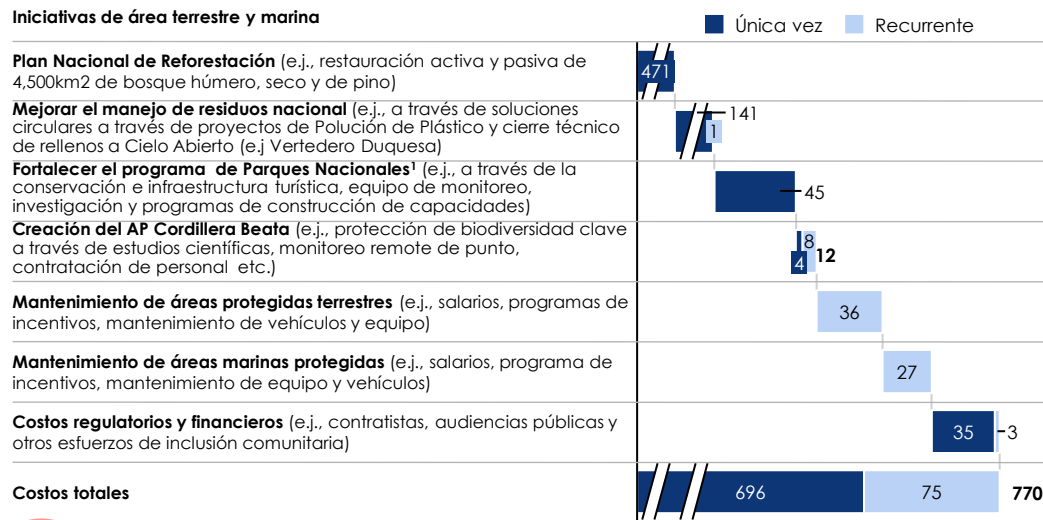 Iniciativas de área terrestre y marina
Única vez
Recurrente
Plan Nacional de Reforestación (e.j., restauración activa y pasiva de
4,500km2 de bosque húmero, seco y de pino)
471
Mejorar el manejo de residuos nacional (e.j., a través de soluciones
circulares a través de proyectos de Polución de Plástico y cierre técnico
de rellenos a Cielo Abierto (e.j Vertedero Duquesa)
141
1
Fortalecer el programa de Parques Nacionales¹ (e.j., a través de la
conservación e infraestructura turística, equipo de monitoreo,
investigación y programas de construcción de capacidades)
45
Creación del AP Cordillera Beata (e.j., protección de biodiversidad clave
a través de estudios científicas, monitoreo remote de punto,
contratación de personal etc.)
8
4
12
Mantenimiento de áreas protegidas terrestres (e.j., salarios, programas de
incentivos, mantenimiento de vehículos y equipo)
36
Mantenimiento de áreas marinas protegidas (e.j., salarios, programa de
incentivos, mantenimiento de equipo y vehículos)
27
Costos regulatorios y financieros (e.j., contratistas, audiencias públicas y
otros esfuerzos de inclusión comunitaria)
35
3
Costos totales
696
75
770